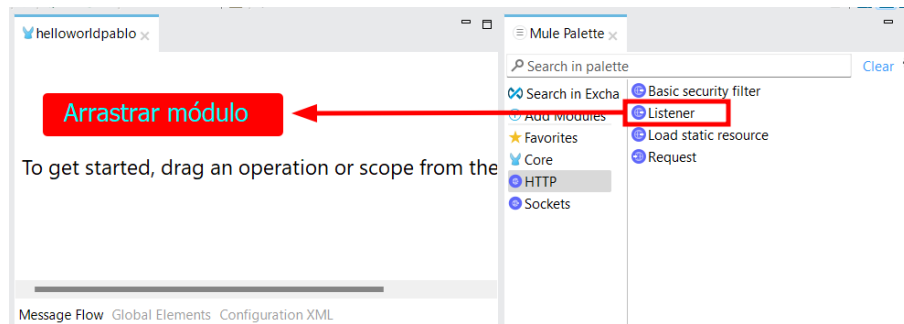 helloworldpablo
Mule Palette
Search in palette
Clear
Arrastrar módulo
To get started, drag an operation or scope from the
Search in Excha
Add Modules
Favorites
Core
HTTP
Sockets
Basic security filter
Listener
Load static resource
Request
Message Flow Global Elements Configuration XML